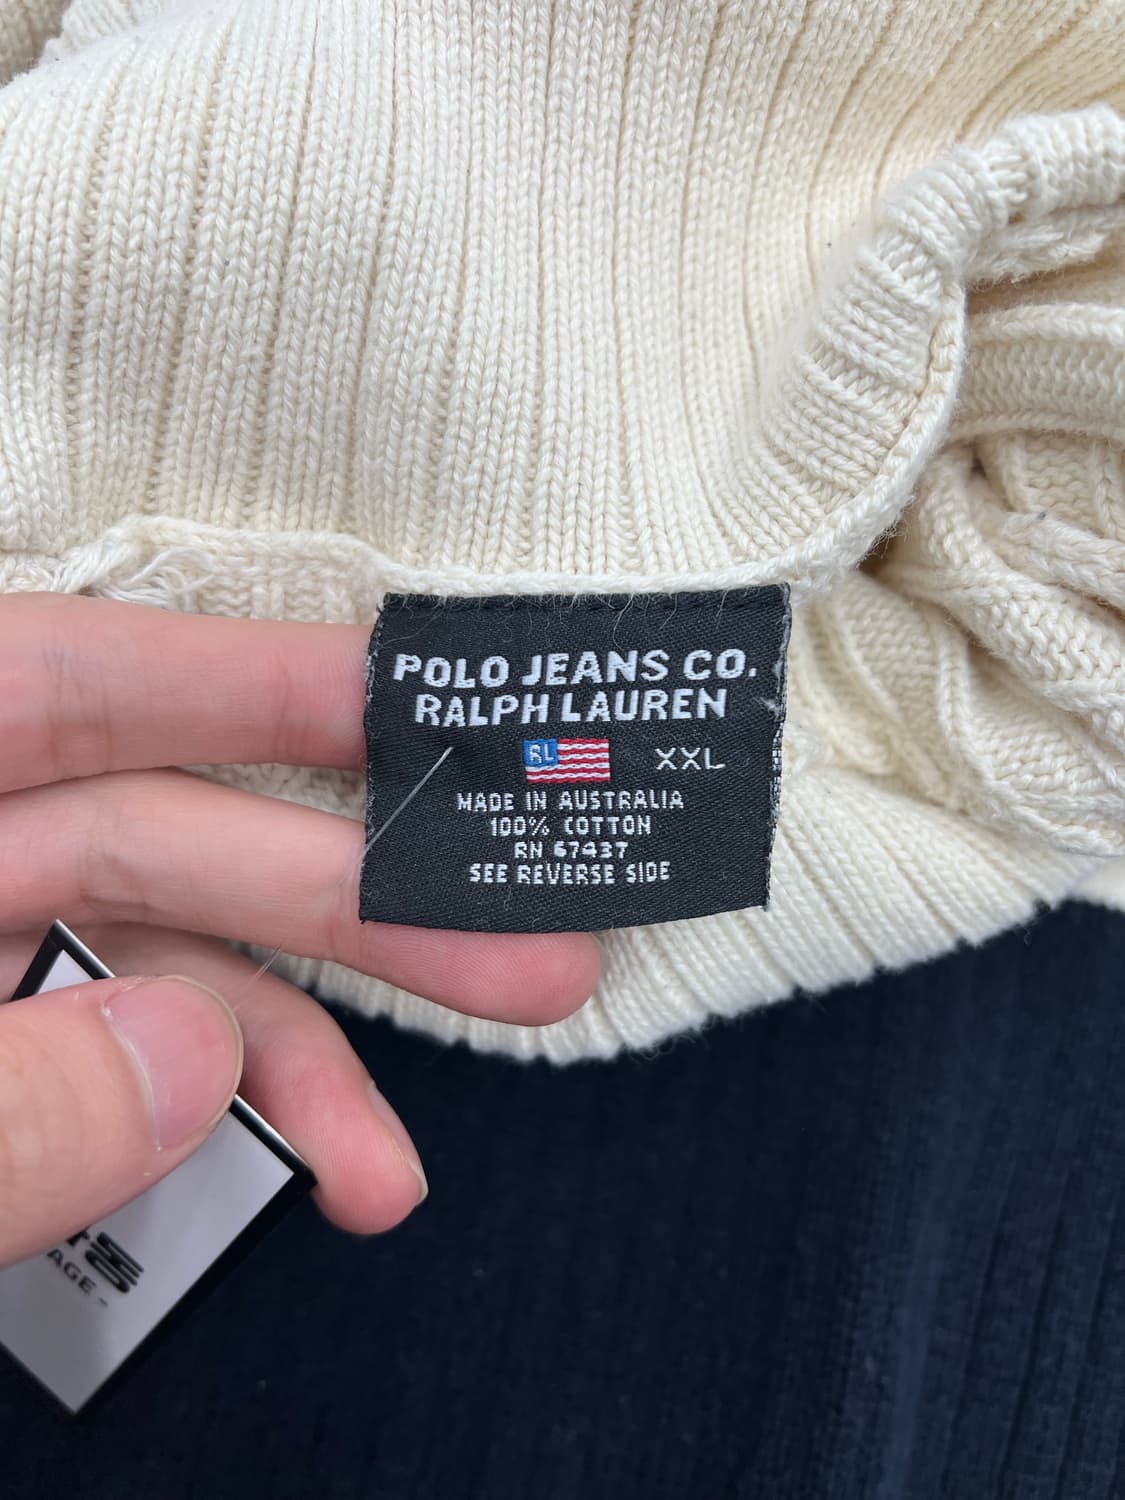 POLO JEANS CO.
RALPH LAUREN
RL XXL
MADE IN AUSTRALIA
100% COTTON
RN 67437
SEE REVERSE SIDE